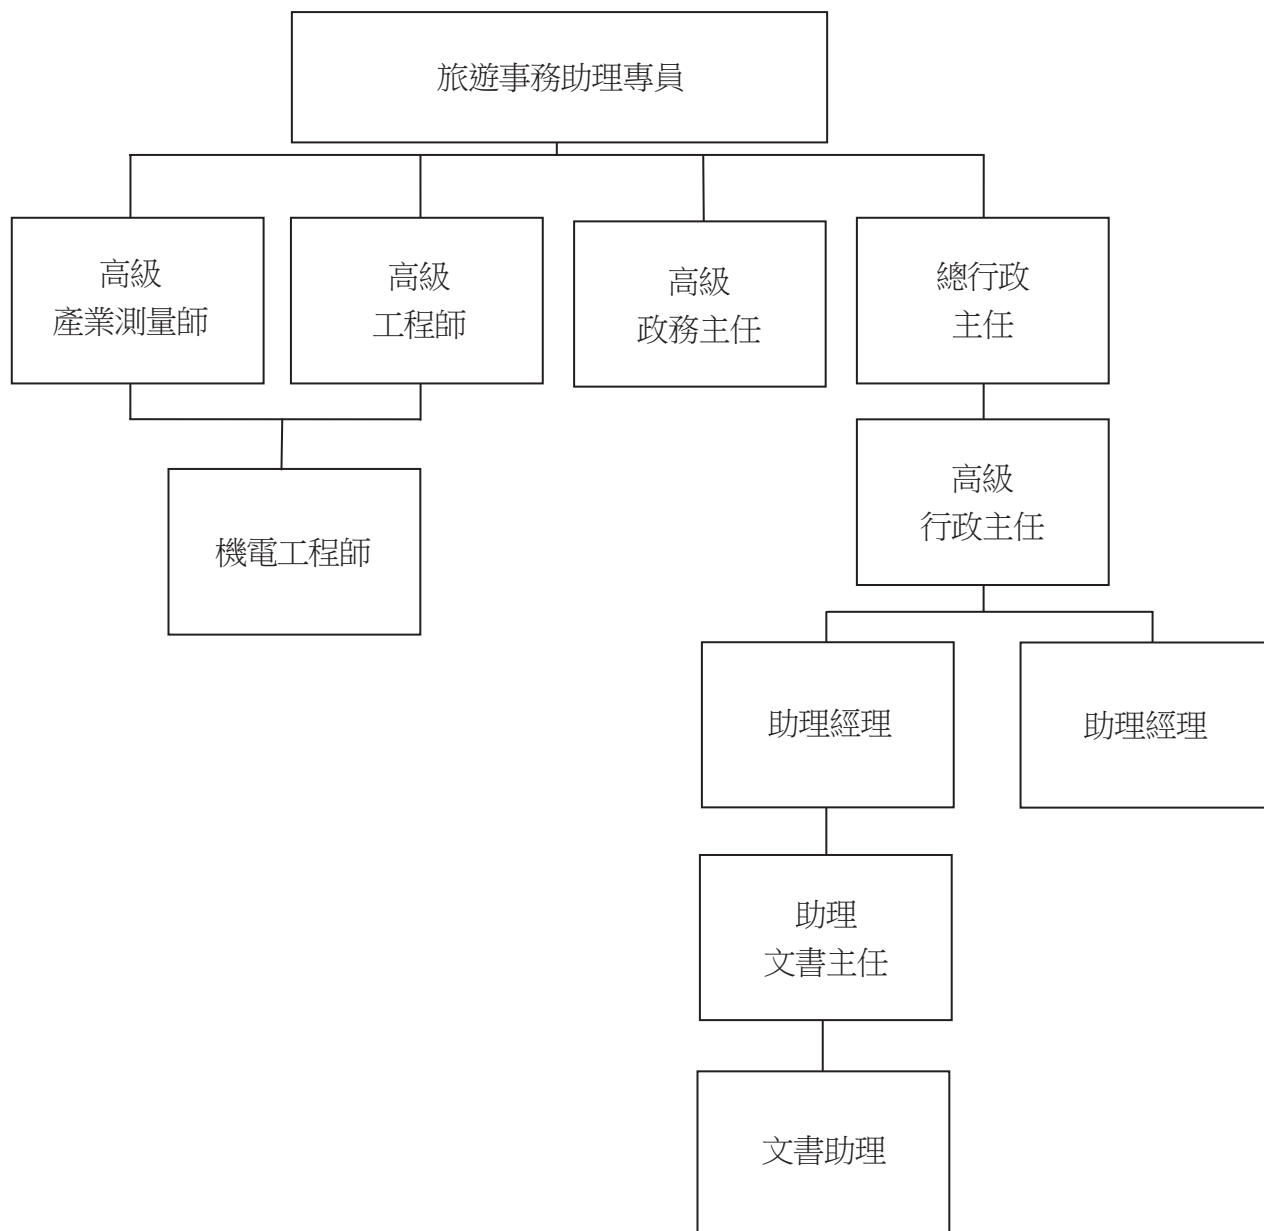 旅遊事務助理專員
高級
產業測量師
高級
工程師
高級
政務主任
總行政
主任
高級
行政主任
機電工程師
助理經理
助理經理
助理
文書主任
文書助理